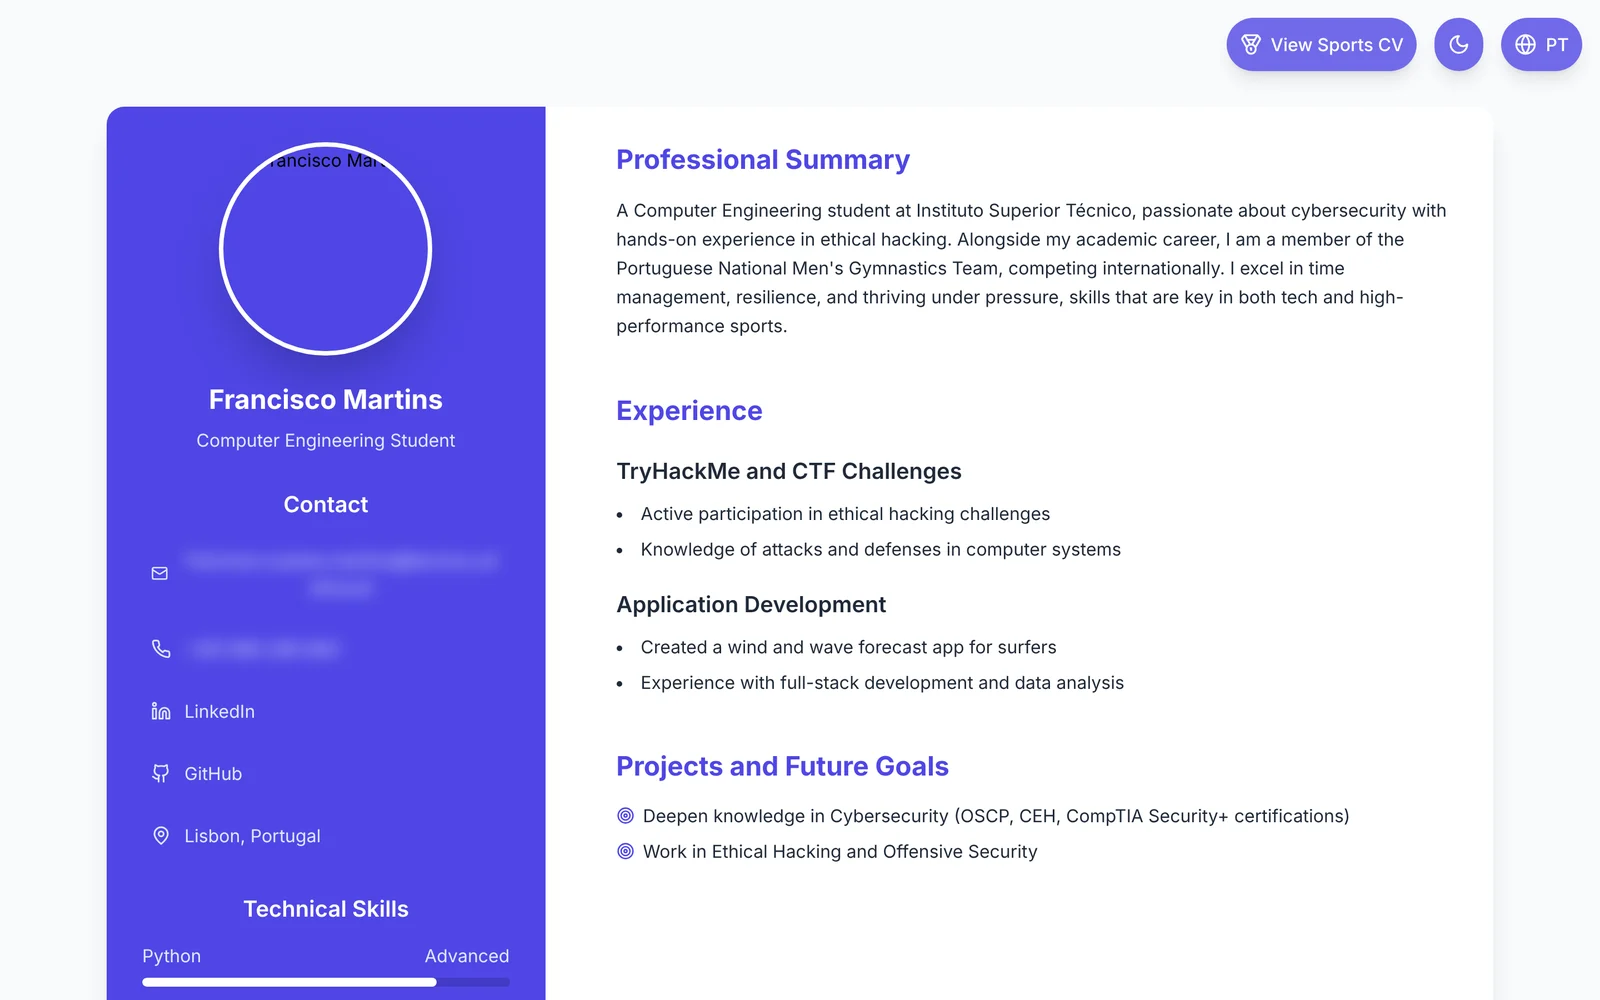 View Sports CV
PT
rancisco Mar
Francisco Martins
Computer Engineering Student
Contact
LinkedIn
GitHub
Lisbon, Portugal
Technical Skills
Python Advanced
Professional Summary
A Computer Engineering student at Instituto Superior Técnico, passionate about cybersecurity with
hands-on experience in ethical hacking. Alongside my academic career, I am a member of the
Portuguese National Men's Gymnastics Team, competing internationally. I excel in time
management, resilience, and thriving under pressure, skills that are key in both tech and high-
performance sports.
Experience
TryHackMe and CTF Challenges
• Active participation in ethical hacking challenges
• Knowledge of attacks and defenses in computer systems
Application Development
• Created a wind and wave forecast app for surfers
• Experience with full-stack development and data analysis
Projects and Future Goals
Deepen knowledge in Cybersecurity (OSCP, CEH, CompTIA Security+ certifications)
Work in Ethical Hacking and Offensive Security